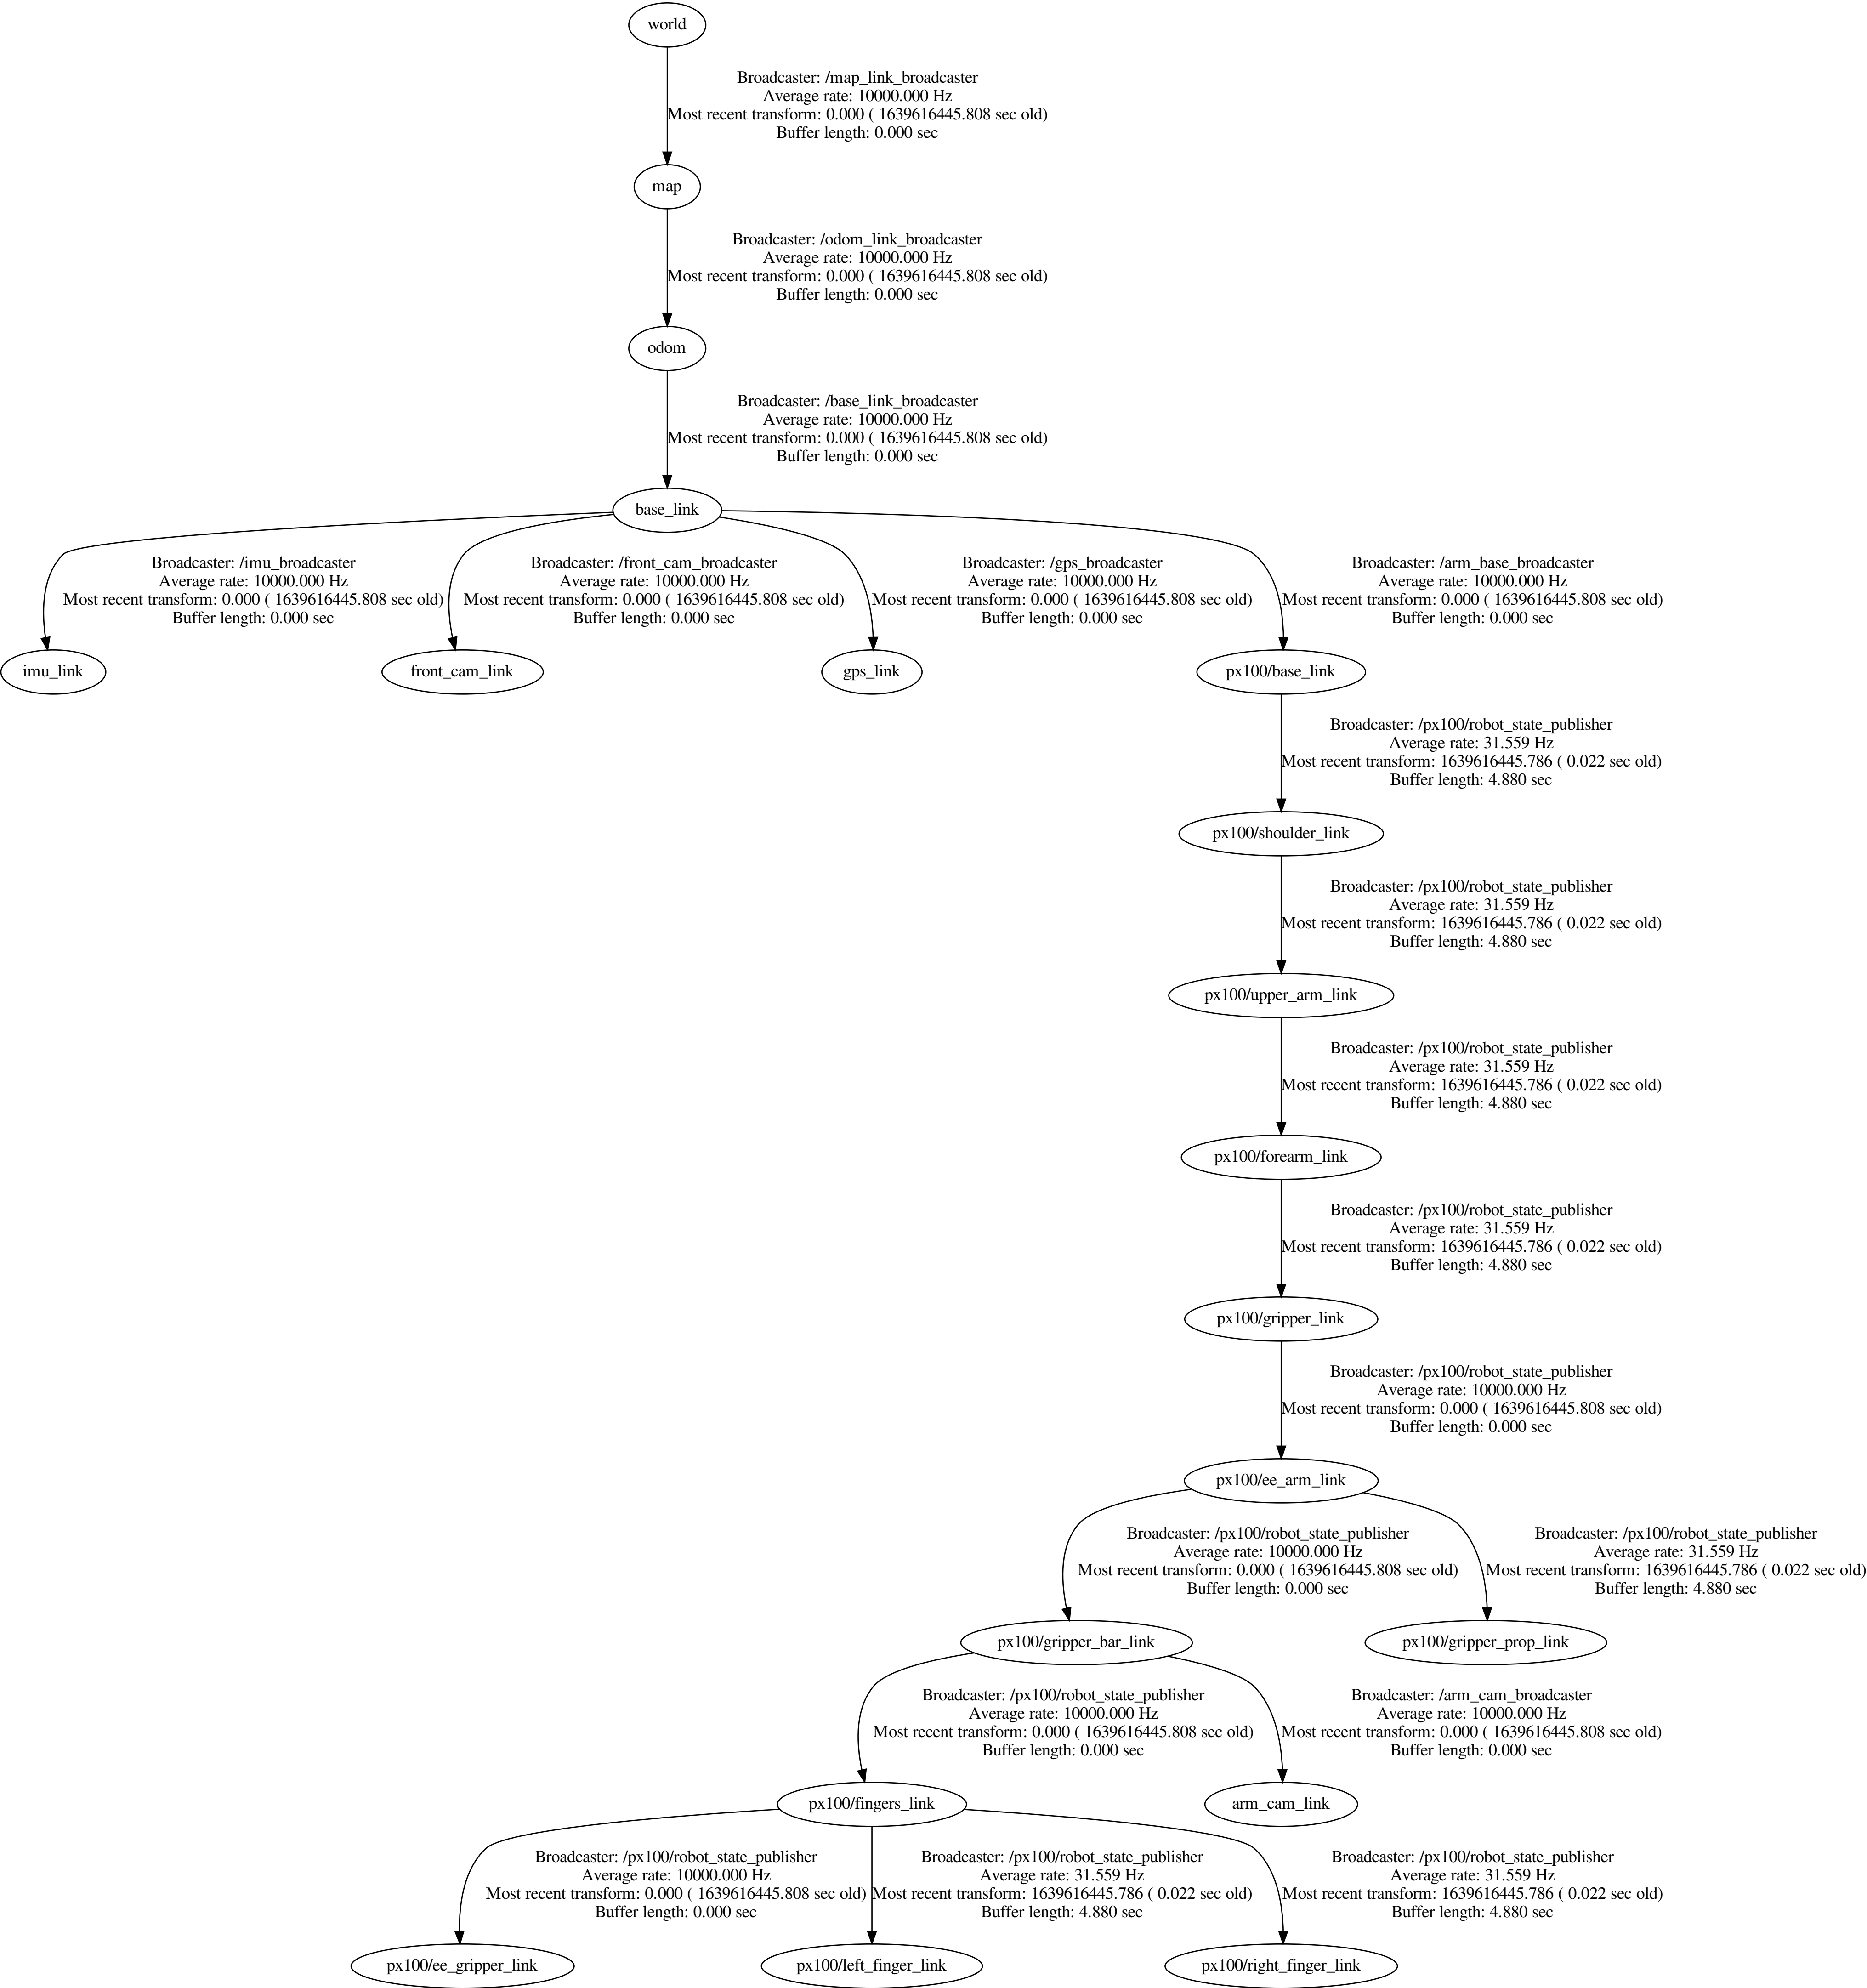 world
Broadcaster: /map_link_broadcaster
Average rate: 10000.000 Hz
Most recent transform: 0.000 ( 1639616445.808 sec old)
Buffer length: 0.000 sec
map
Broadcaster: /odom_link_broadcaster
Average rate: 10000.000 Hz
Most recent transform: 0.000 ( 1639616445.808 sec old)
Buffer length: 0.000 sec
odom
Broadcaster: /base_link_broadcaster
Average rate: 10000.000 Hz
Most recent transform: 0.000 ( 1639616445.808 sec old)
Buffer length: 0.000 sec
base_link
Broadcaster: /imu_broadcaster
Average rate: 10000.000 Hz
Most recent transform: 0.000 ( 1639616445.808 sec old)
Buffer length: 0.000 sec
Broadcaster: /front_cam_broadcaster
Average rate: 10000.000 Hz
Most recent transform: 0.000 ( 1639616445.808 sec old)
Buffer length: 0.000 sec
Broadcaster: /gps_broadcaster
Average rate: 10000.000 Hz
Most recent transform: 0.000 ( 1639616445.808 sec old)
Buffer length: 0.000 sec
Broadcaster: /arm_base_broadcaster
Average rate: 10000.000 Hz
Most recent transform: 0.000 ( 1639616445.808 sec old)
Buffer length: 0.000 sec
imu_link
front_cam_link
gps_link
px100/base_link
Broadcaster: /px100/robot_state_publisher
Average rate: 31.559 Hz
Most recent transform: 1639616445.786 ( 0.022 sec old)
Buffer length: 4.880 sec
px100/shoulder_link
Broadcaster: /px100/robot_state_publisher
Average rate: 31.559 Hz
Most recent transform: 1639616445.786 ( 0.022 sec old)
Buffer length: 4.880 sec
px100/upper_arm_link
Broadcaster: /px100/robot_state_publisher
Average rate: 31.559 Hz
Most recent transform: 1639616445.786 ( 0.022 sec old)
Buffer length: 4.880 sec
px100/forearm_link
Broadcaster: /px100/robot_state_publisher
Average rate: 31.559 Hz
Most recent transform: 1639616445.786 ( 0.022 sec old)
Buffer length: 4.880 sec
px100/gripper_link
Broadcaster: /px100/robot_state_publisher
Average rate: 10000.000 Hz
Most recent transform: 0.000 ( 1639616445.808 sec old)
Buffer length: 0.000 sec
px100/ee_arm_link
Broadcaster: /px100/robot_state_publisher
Average rate: 10000.000 Hz
Most recent transform: 0.000 ( 1639616445.808 sec old)
Buffer length: 0.000 sec
Broadcaster: /px100/robot_state_publisher
Average rate: 31.559 Hz
Most recent transform: 1639616445.786 ( 0.022 sec old)
Buffer length: 4.880 sec
px100/gripper_bar_link
px100/gripper_prop_link
Broadcaster: /px100/robot_state_publisher
Average rate: 10000.000 Hz
Most recent transform: 0.000 ( 1639616445.808 sec old)
Buffer length: 0.000 sec
Broadcaster: /arm_cam_broadcaster
Average rate: 10000.000 Hz
Most recent transform: 0.000 ( 1639616445.808 sec old)
Buffer length: 0.000 sec
px100/fingers_link
arm_cam_link
Broadcaster: /px100/robot_state_publisher
Average rate: 10000.000 Hz
Most recent transform: 0.000 ( 1639616445.808 sec old)
Buffer length: 0.000 sec
Broadcaster: /px100/robot_state_publisher
Average rate: 31.559 Hz
Most recent transform: 1639616445.786 ( 0.022 sec old)
Buffer length: 4.880 sec
Broadcaster: /px100/robot_state_publisher
Average rate: 31.559 Hz
Most recent transform: 1639616445.786 ( 0.022 sec old)
Buffer length: 4.880 sec
px100/ee_gripper_link
px100/left_finger_link
px100/right_finger_link